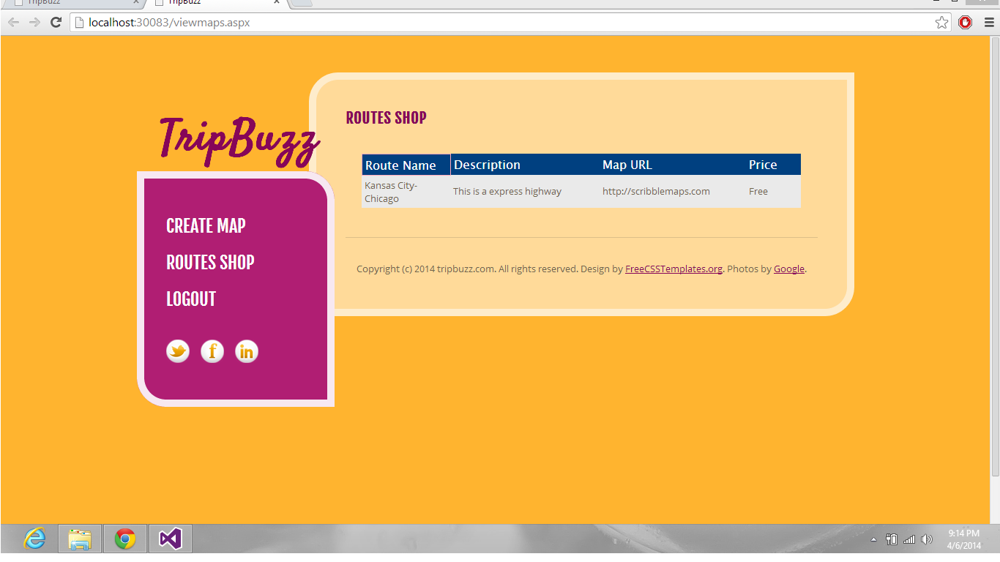 TripBuzz TripBuzz
localhost:30083/viewmaps.aspx
TripBuzz
CREATE MAP
ROUTES SHOP
LOGOUT
f in
ROUTES SHOP
Route Name Description Map URL Price
Kansas City-
Chicago This is a express highway http://scribblemaps.com Free
Copyright (c) 2014 tripbuzz.com. All rights reserved. Design by FreeCSSTemplates.org. Photos by Google.
9:14 PM
4/6/2014